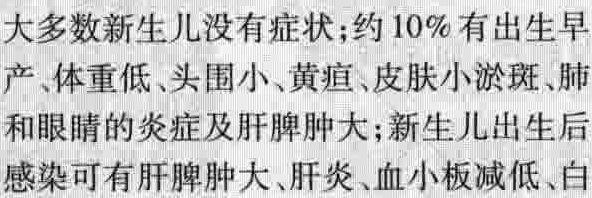 大多数新生儿没有症状;约10%有出生早
产、体重低、头围小、黄疸、皮肤小淤斑、肺
和眼睛的炎症及肝脾肿大;新生儿出生后
感染可有肝脾肿大、肝炎、血小板减低、白